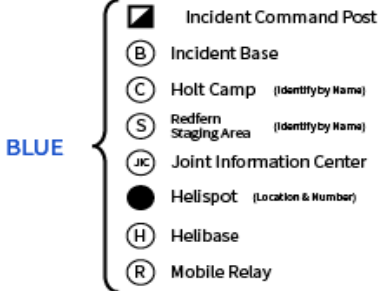 Incident Command Post
B Incident Base
C Holt Camp (Identify by Name)
S Redfern
Staging Area (Identify by Name)
BLUE
JIC Joint Information Center
Helispot (Location & Number)
H Helibase
R Mobile Relay